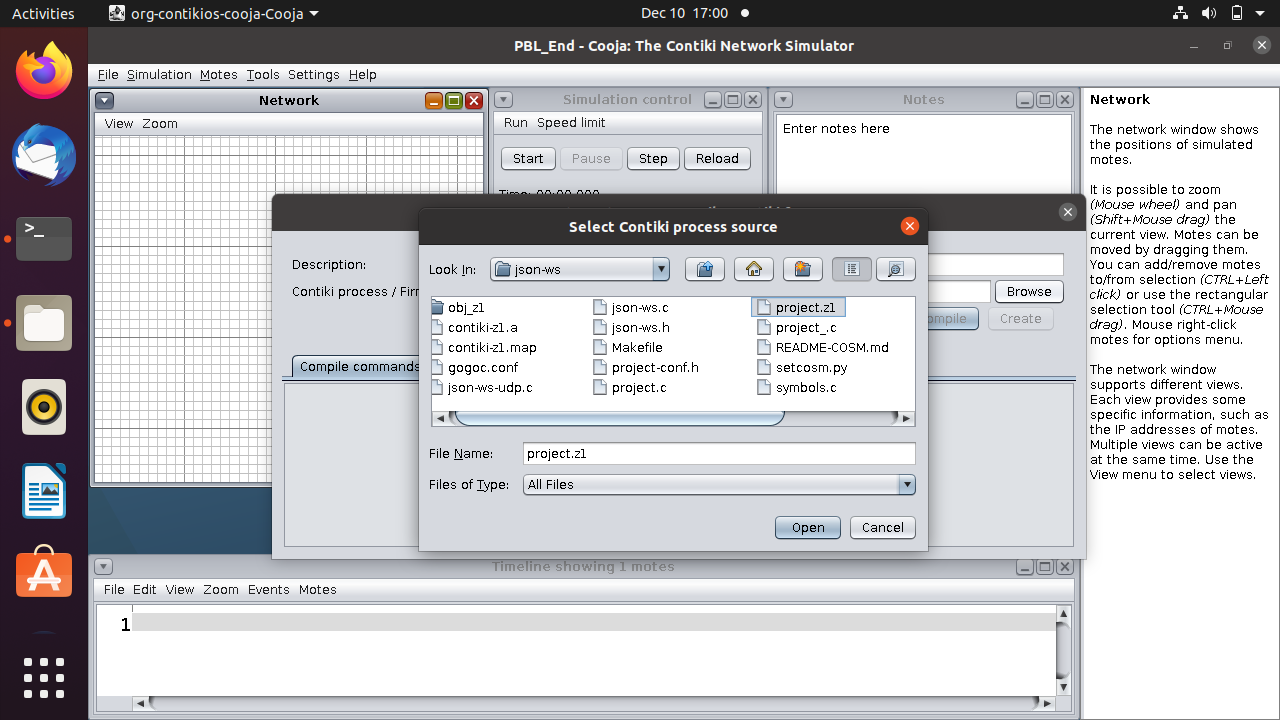 Activities
org-contikios-cooja-Cooja
Dec 10 17:00
PBL_End - Cooja: The Contiki Network Simulator
File Simulation Motes Tools Settings Help
Network
View Zoom
Simulation control
Run Speed limit
Start Pause Step Reload
Time: 00:00.000
Notes
Enter notes here
Network
The network window shows
the positions of simulated
motes.
It is possible to zoom
(Mouse wheel) and pan
(Shift+Mouse drag) the
current view. Motes can be
moved by dragging them.
You can add/remove motes
to/from selection (CTRL+Left
click) or use the rectangular
selection tool (CTRL+Mouse
drag). Mouse right-click
motes for options menu.
The network window
supports different views.
Each view provides some
specific information, such as
the IP addresses of motes.
Multiple views can be active
at the same time. Use the
View menu to select views.
Description:
Contiki process / Firm
Browse
Create
Compile commands
Select Contiki process source
Look In: json-ws
obj_z1
contiki-z1.a
contiki-z1.map
gogoc.conf
json-ws-udp.c
json-ws.c
json-ws.h
Makefile
project-conf.h
project.c
project.z1
project_.c
README-COSM.md
setcosm.py
symbols.c
File Name: project.z1
Files of Type: All Files
Open Cancel
Timeline showing 1 motes
File Edit View Zoom Events Motes
1
>_